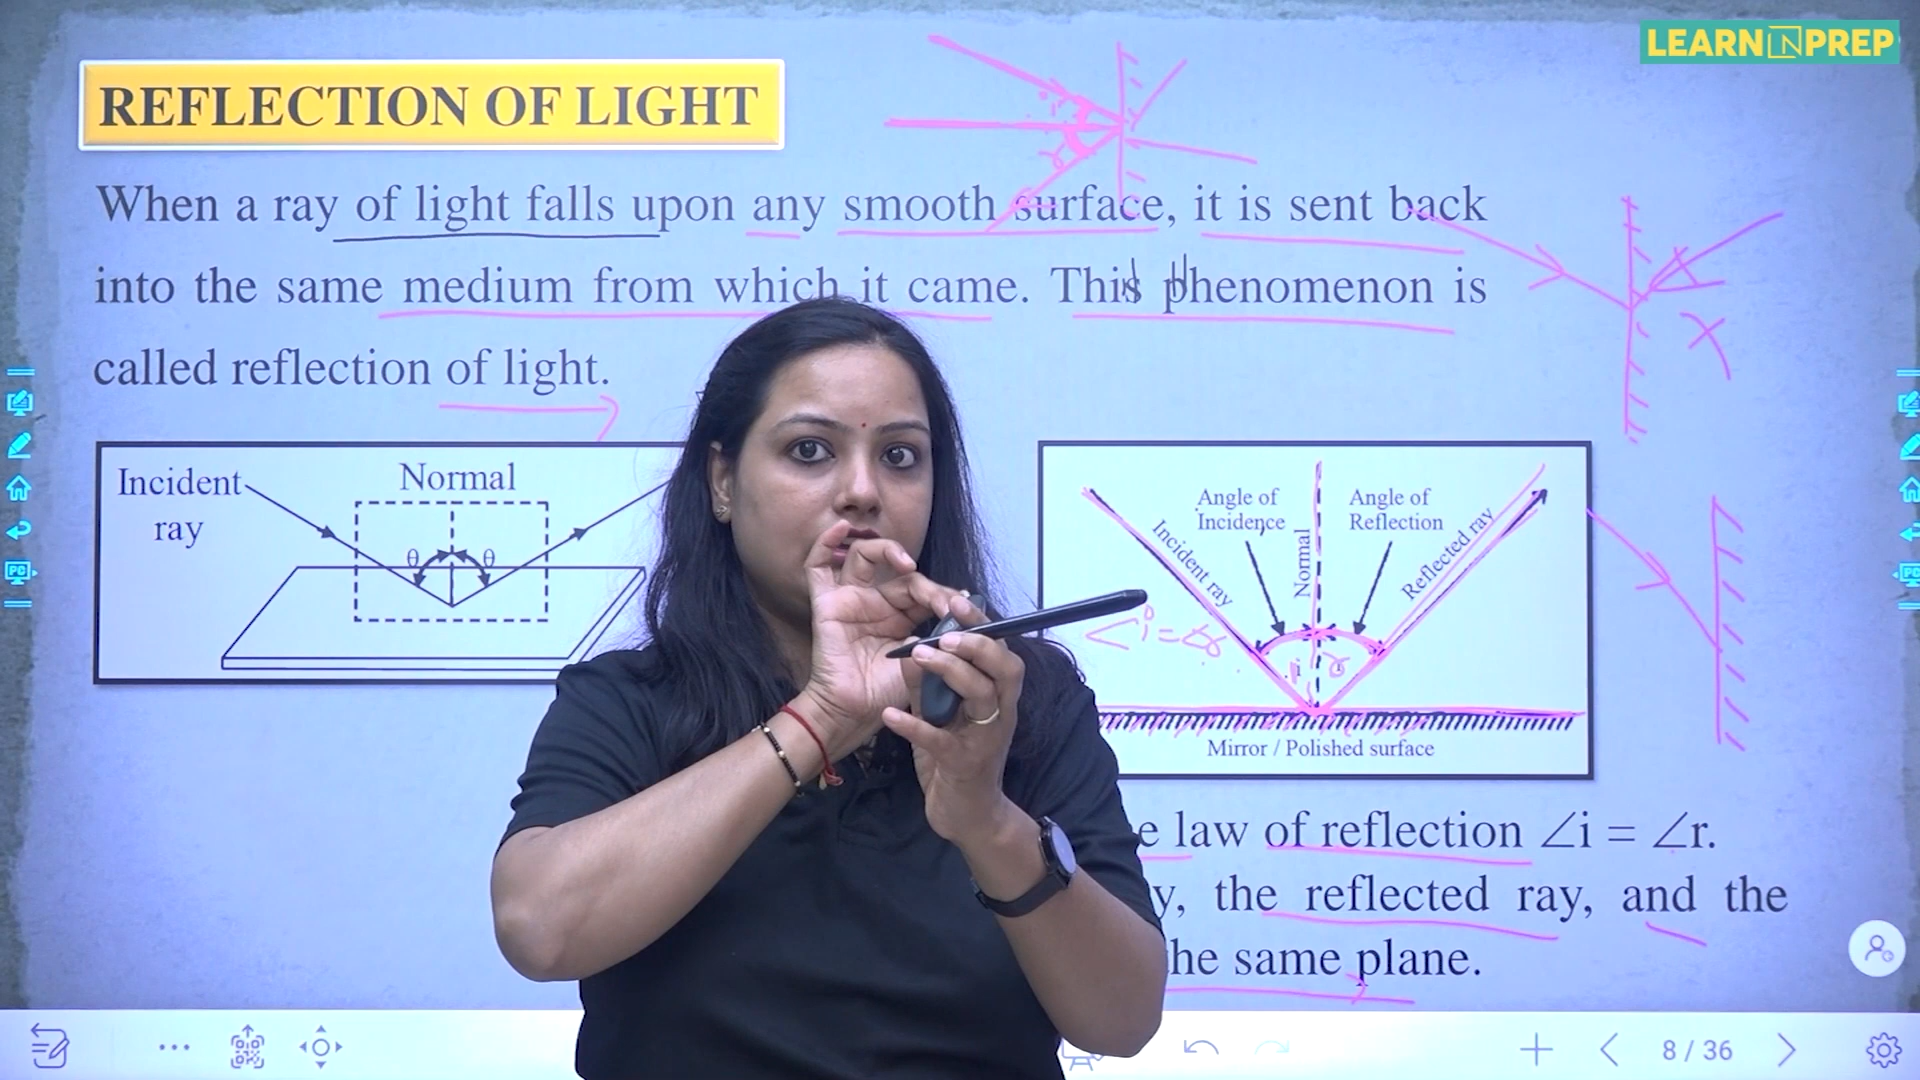 LEARN N PREP
REFLECTION OF LIGHT
When a ray of light falls upon any smooth surface, it is sent back
into the same medium from which it came. This phenomenon is
called reflection of light.
Incident
ray
Normal
θ θ
Angle of
Incidence
Angle of
Reflection
Incident ray
Normal
Reflected ray
i r
∠i =
Mirror / Polished surface
law of reflection ∠i = ∠r.
the reflected ray, and the
same plane.
PC
PC
8 / 36